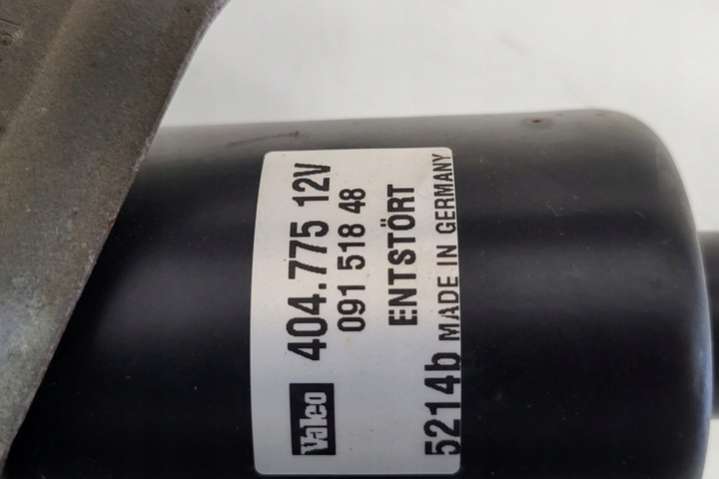 Valeo 404.775 12V
091 518 48
ENTSTÖRT
5214b MADE IN GERMANY